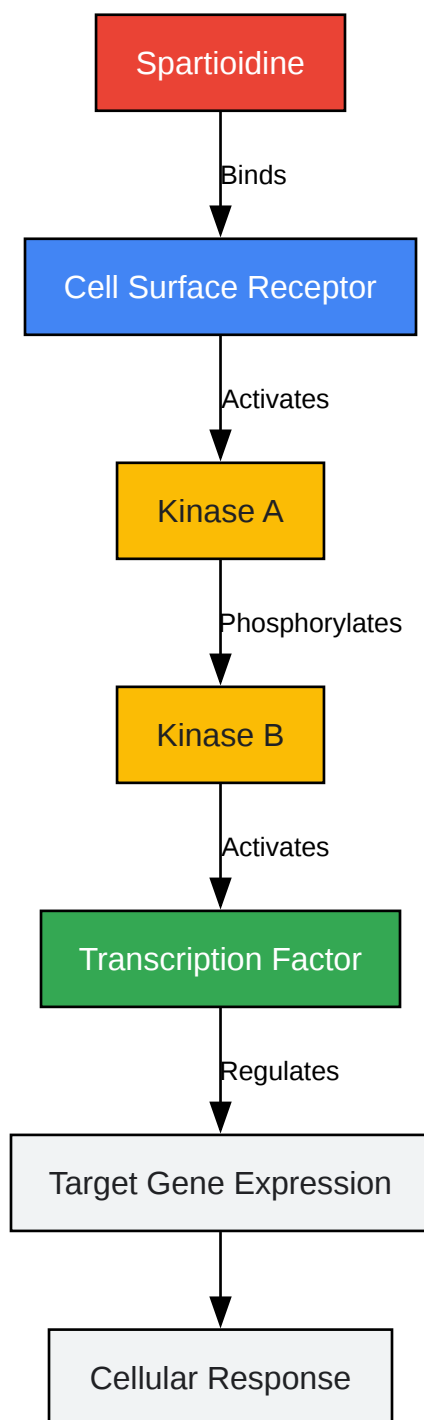 Spartioidine
Binds
Cell Surface Receptor
Activates
Kinase A
Phosphorylates
Kinase B
Activates
Transcription Factor
Regulates
Target Gene Expression
Cellular Response